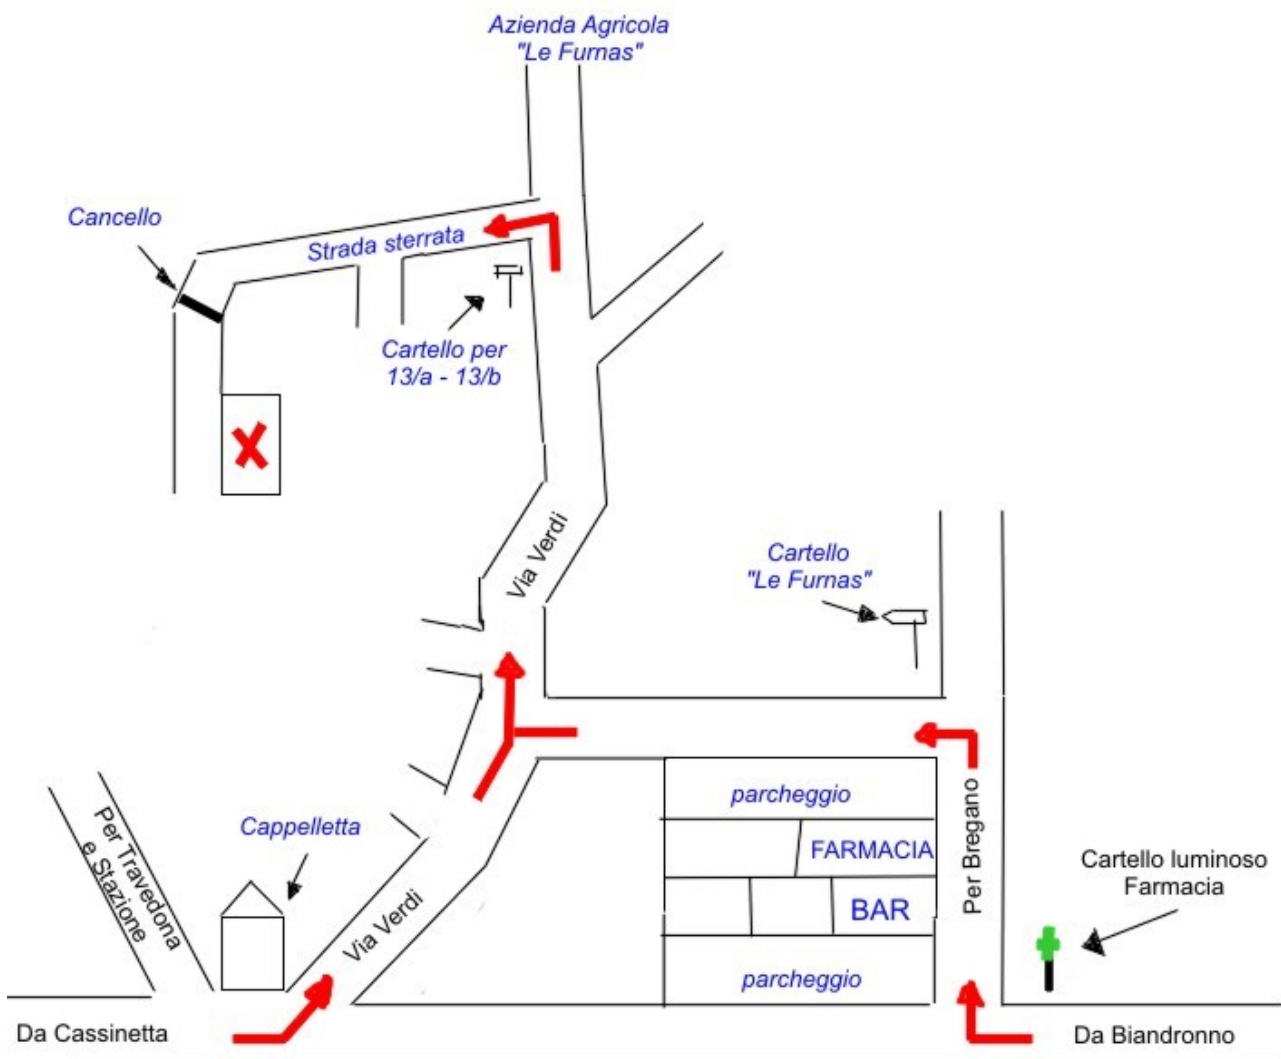 Azienda Agricola
"Le Furnas"
Cancello
Strada sterrata
Cartello per
13/a - 13/b
Via Verdi
Cartello
"Le Furnas"
parcheggio
FARMACIA
BAR
parcheggio
Per Bregano
Cartello luminoso
Farmacia
Cappelletta
Per Travedona
e Stazione
Via Verdi
Da Cassinetta
Da Biandronno